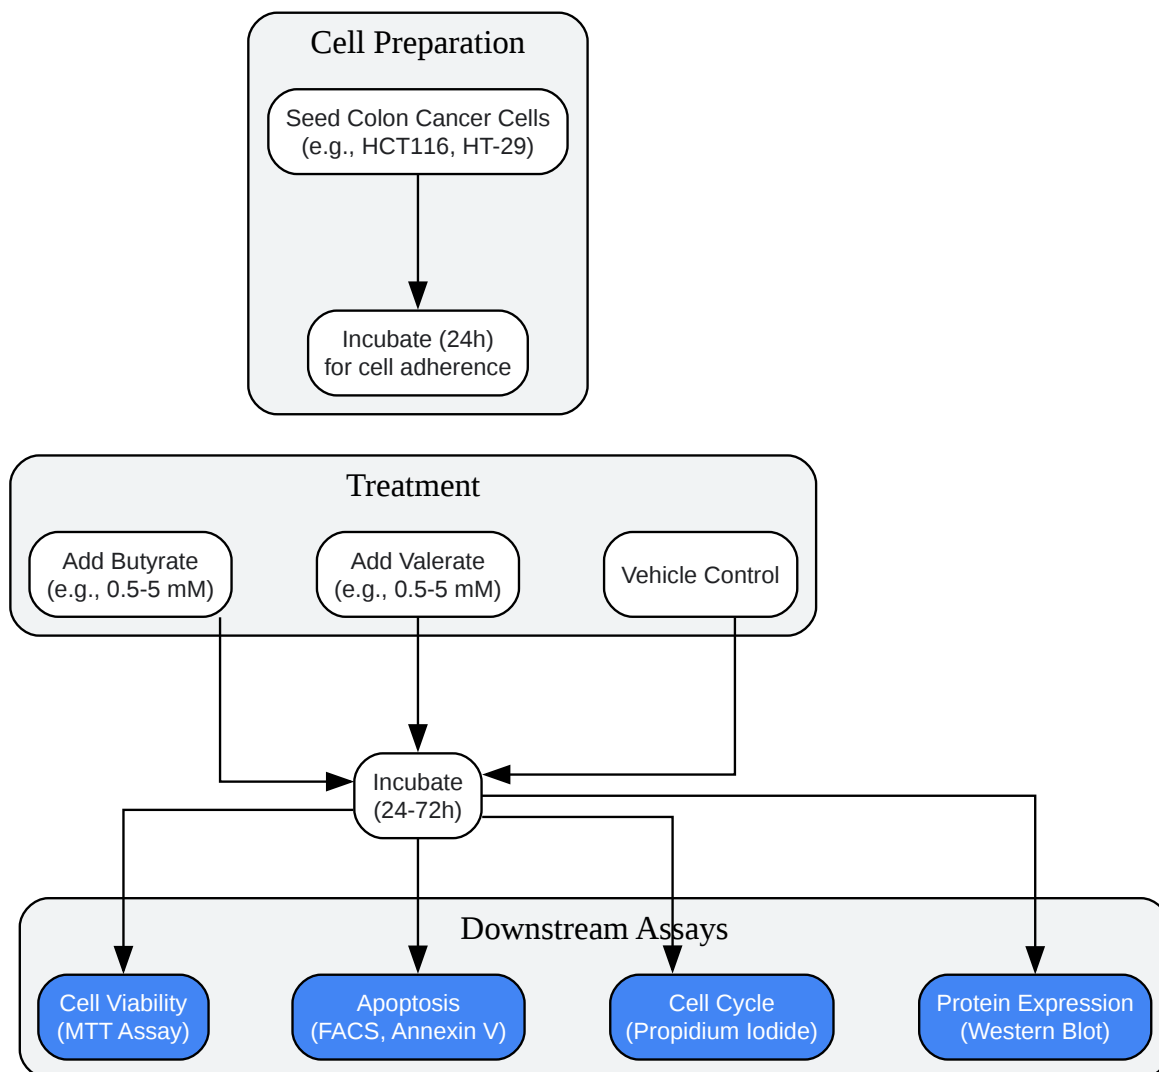 Cell Preparation
Seed Colon Cancer Cells
(e.g., HCT116, HT-29)
Incubate (24h)
for cell adherence
Treatment
Add Butyrate
(e.g., 0.5-5 mM)
Add Valerate
(e.g., 0.5-5 mM)
Vehicle Control
Incubate
(24-72h)
Downstream Assays
Cell Viability
(MTT Assay)
Apoptosis
(FACS, Annexin V)
Cell Cycle
(Propidium Iodide)
Protein Expression
(Western Blot)